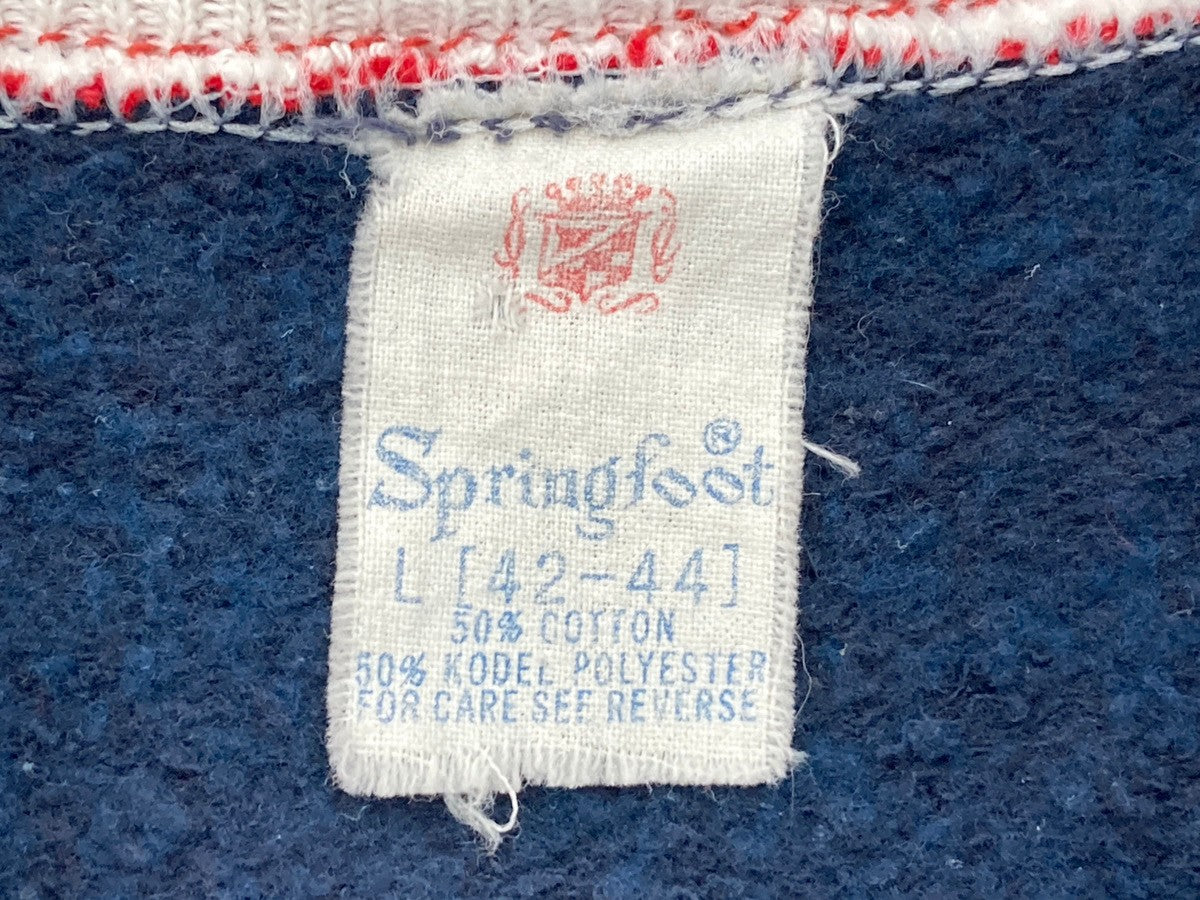 Springfoot®
L [42-44]
50% COTTON
50% KODEL POLYESTER
FOR CARE SEE REVERSE